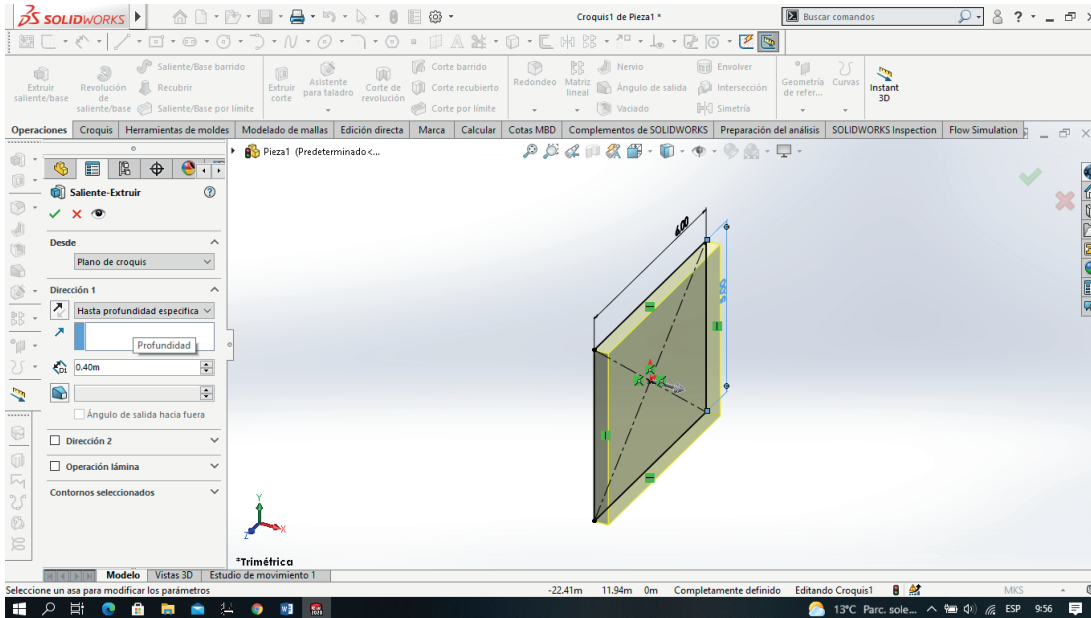 SOLIDWORKS
Croquis1 de Pieza1 *
Buscar comandos
Extruir saliente/base
Revolución de saliente/base
Saliente/Base barrido
Recubrir
Saliente/Base por límite
Extruir corte
Asistente para taladro
Corte de revolución
Corte barrido
Corte recubierto
Corte por límite
Redondeo
Matriz lineal
Nervio
Ángulo de salida
Vaciado
Envolver
Intersección
Simetría
Geometría de refer...
Curvas
Instant 3D
Operaciones Croquis Herramientas de moldes Modelado de mallas Edición directa Marca Calcular Cotas MBD Complementos de SOLIDWORKS Preparación del análisis SOLIDWORKS Inspection Flow Simulation
Pieza1 (Predeterminado<...
Saliente-Extruir
Desde
Plano de croquis
Dirección 1
Hasta profundidad especifica
Profundidad
0.40m
Ángulo de salida hacia fuera
Dirección 2
Operación lámina
Contornos seleccionados
6.00
Y
X
Z
*Trimétrica
Modelo Vistas 3D Estudio de movimiento 1
Seleccione un asa para modificar los parámetros
-22.41m 11.94m 0m Completamente definido Editando Croquis1 MKS
13°C Parc. sole... ESP 9:56